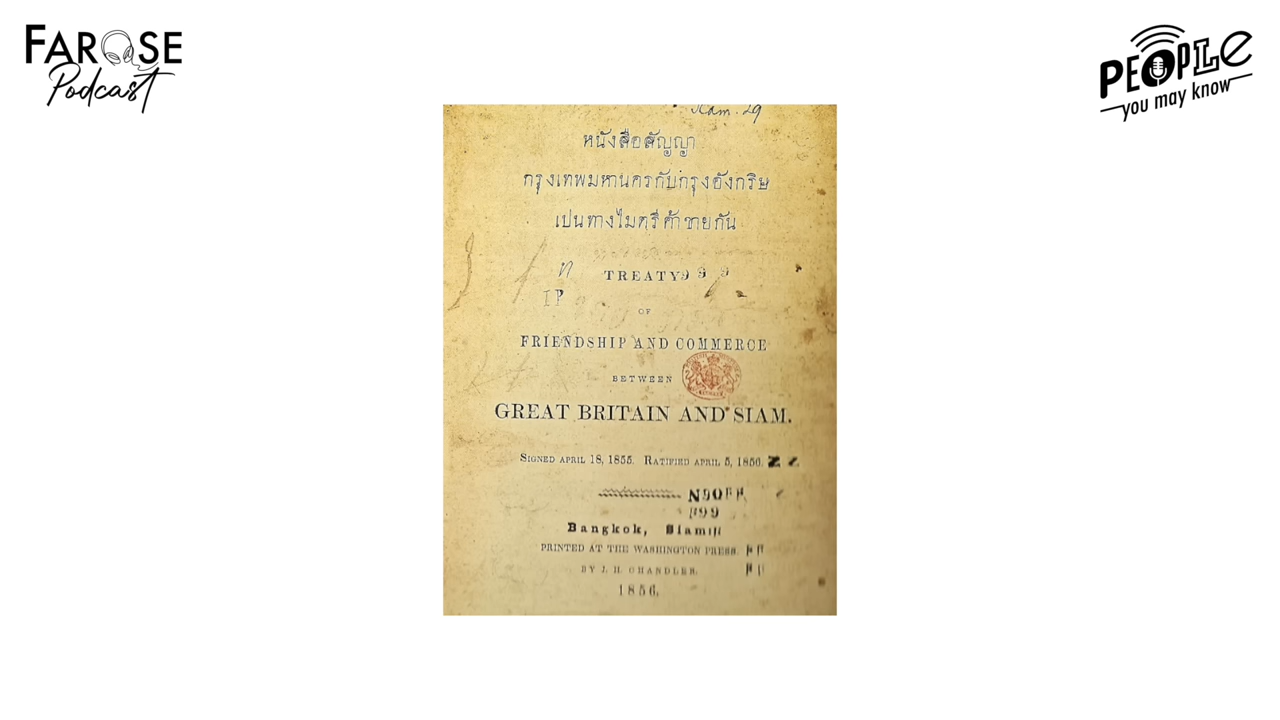 FAROSE
Podcast
PEOPLE
you may know
หนังสือสัญญา
กรุงเทพมหานครกับกรุงอังกริษ
เปนทางไมตรีค้าขายกัน
TREATY
OF
FRIENDSHIP AND COMMERCE
BETWEEN
GREAT BRITAIN AND SIAM.
SIGNED APRIL 18, 1855. RATIFIED APRIL 5, 1856.
Bangkok, Siam
PRINTED AT THE WASHINGTON PRESS.
BY J. H. CHANDLER.
1856.